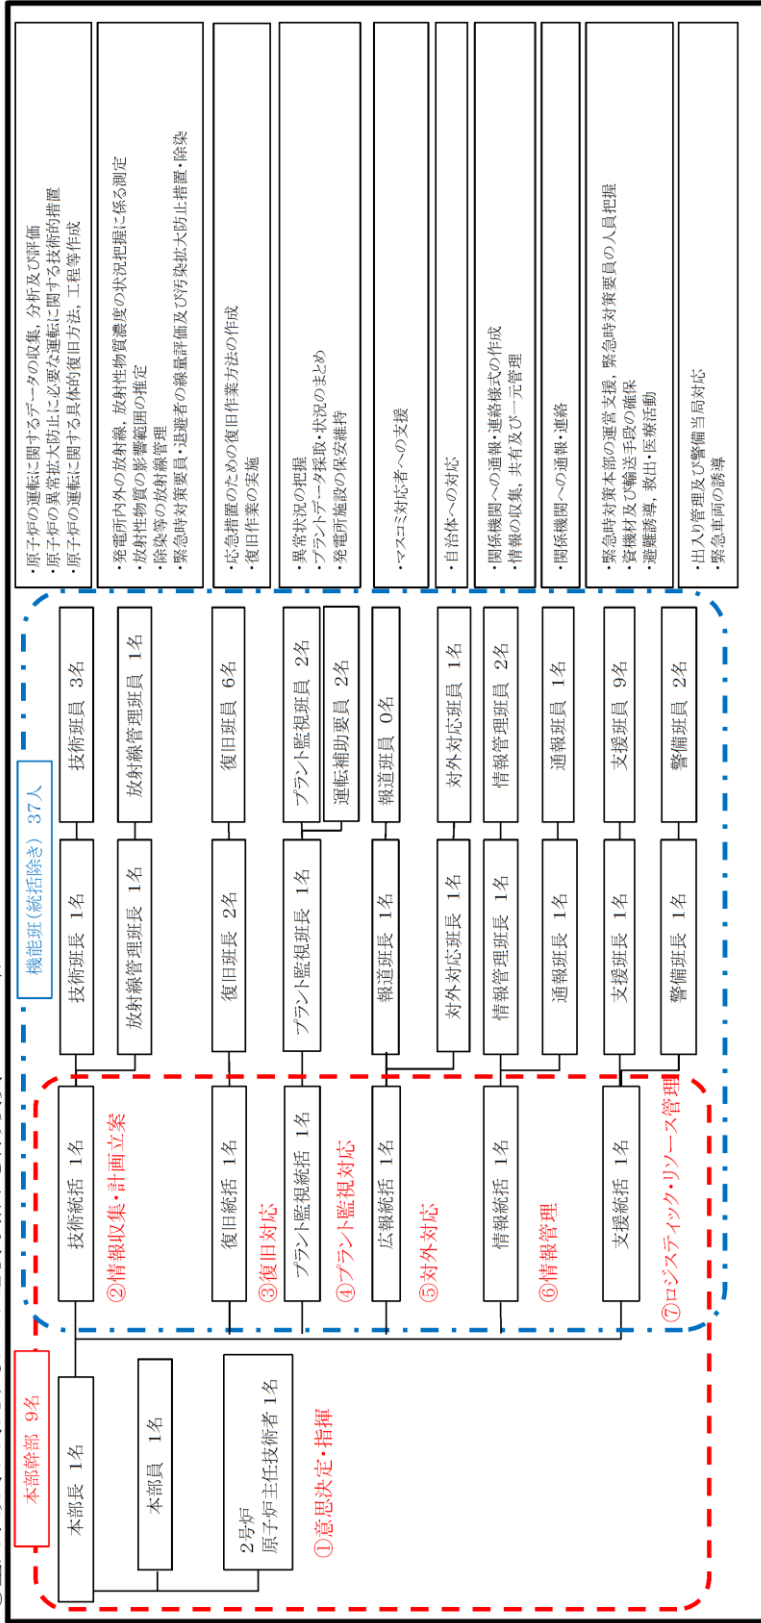 本部幹部 9名
機能班(統括除き) 37人
本部長 1名
本部員 1名
2号炉
原子炉主任技術者 1名
①意思決定・指揮
技術統括 1名
②情報収集・計画立案
技術班長 1名
技術班員 3名
・原子炉の運転に関するデータの収集, 分析及び評価
・原子炉の異常拡大防止に必要な運転に関する技術的措置
・原子炉の運転に関する具体的復旧方法, 工程等作成
放射線管理班長 1名
放射線管理班員 1名
・発電所内外の放射線, 放射性物質濃度の状況把握に係る測定
・放射性物質の影響範囲の推定
・除染等の放射線管理
・緊急時対策要員・退避者の線量評価及び汚染拡大防止措置・除染
復旧統括 1名
③復旧対応
復旧班長 2名
復旧班員 6名
・応急措置のための復旧作業方法の作成
・復旧作業の実施
プラント監視統括 1名
④プラント監視対応
プラント監視班長 1名
プラント監視班員 2名
運転補助要員 2名
・異常状況の把握
・プラントデータ採取・状況のまとめ
・発電所施設の保安維持
広報統括 1名
⑤対外対応
報道班長 1名
報道班員 0名
・マスコミ対応者への支援
対外対応班長 1名
対外対応班員 1名
・自治体への対応
情報統括 1名
⑥情報管理
情報管理班長 1名
情報管理班員 2名
・関係機関への通報・連絡様式の作成
・情報の収集, 共有及び一元管理
通報班長 1名
通報班員 1名
・関係機関への通報・連絡
支援統括 1名
⑦ロジスティック・リソース管理
支援班長 1名
支援班員 9名
・緊急時対策本部の運営支援, 緊急時対策要員の人員把握
・資機材及び輸送手段の確保
・避難誘導, 救出・医療活動
警備班長 1名
警備班員 2名
・出入り管理及び警備当局対応
・緊急車両の誘導